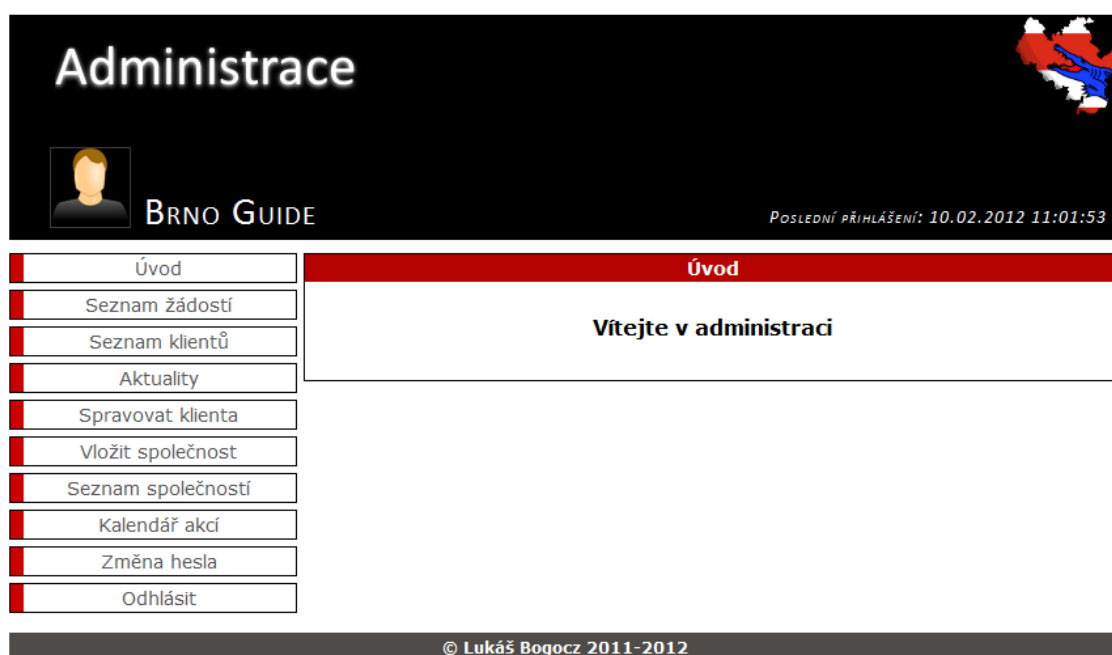 Administrace
Brno Guide
Poslední přihlášení: 10.02.2012 11:01:53
Úvod
Seznam žádostí
Seznam klientů
Aktuality
Spravovat klienta
Vložit společnost
Seznam společností
Kalendář akcí
Změna hesla
Odhlásit
Úvod
Vítejte v administraci
© Lukáš Bogocz 2011-2012